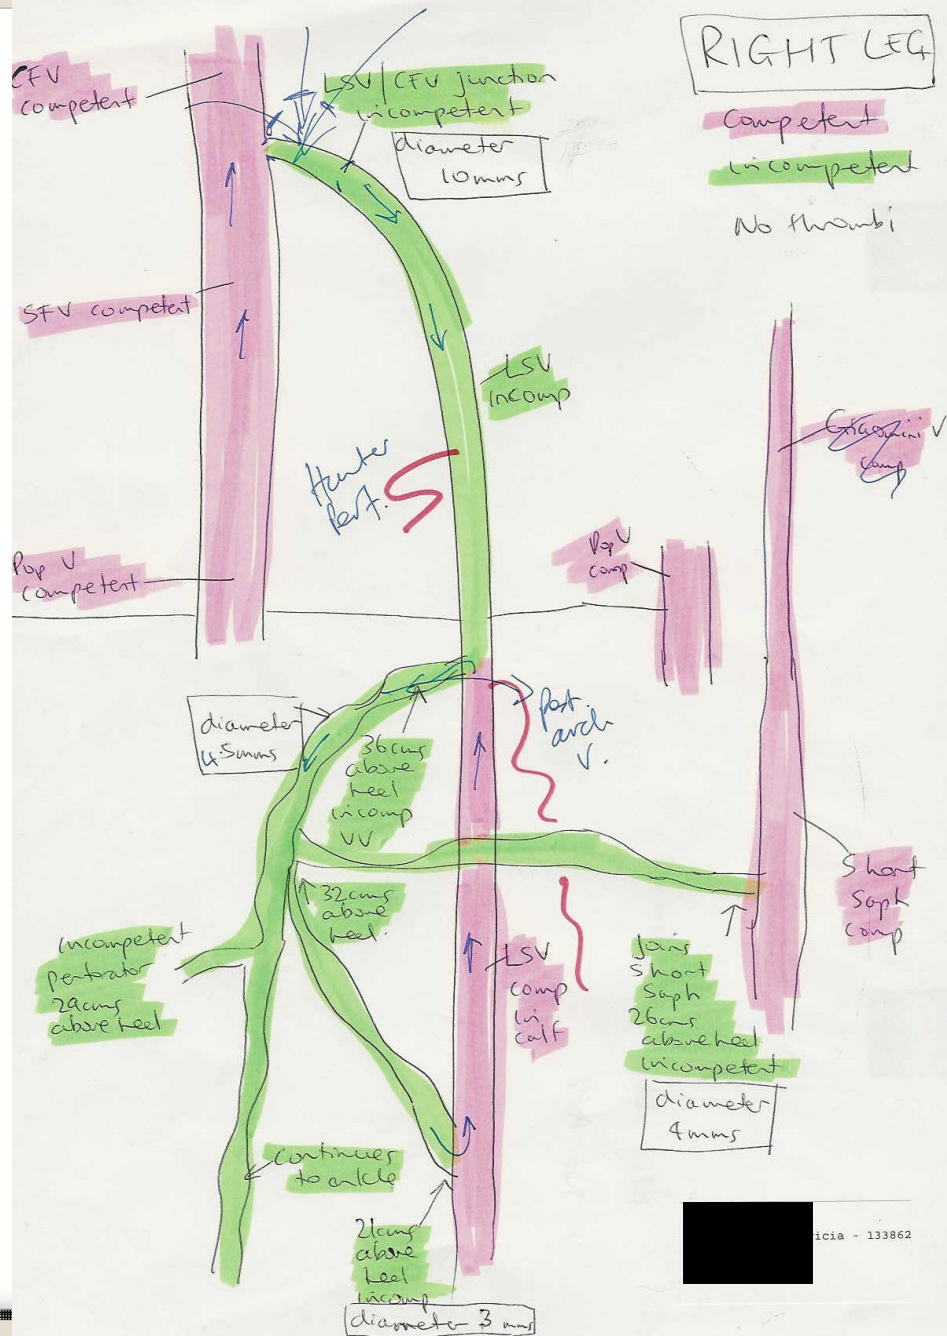 RIGHT LEG
Competent
incompetent
No thrombi
CFV
competent
LSV/CFV junction
incompetent
diameter
10mms
SFV competent
LSV
incomp
Giacomini V
comp
Hunter
Perf.
Pop V
competent
Pop V
comp
diameter
4.5mms
36cms
above
heel
incomp
VV
Post.
arch
V.
32cms
above
heel.
Short
Saph
comp
incompetent
perforator
29cms
above heel
LSV
comp
in
calf
joins
short
saph
26cms
above heel
incompetent
diameter
4mms
continues
to ankle
21cms
above
heel
incomp
diameter 3 mms
icia - 133862